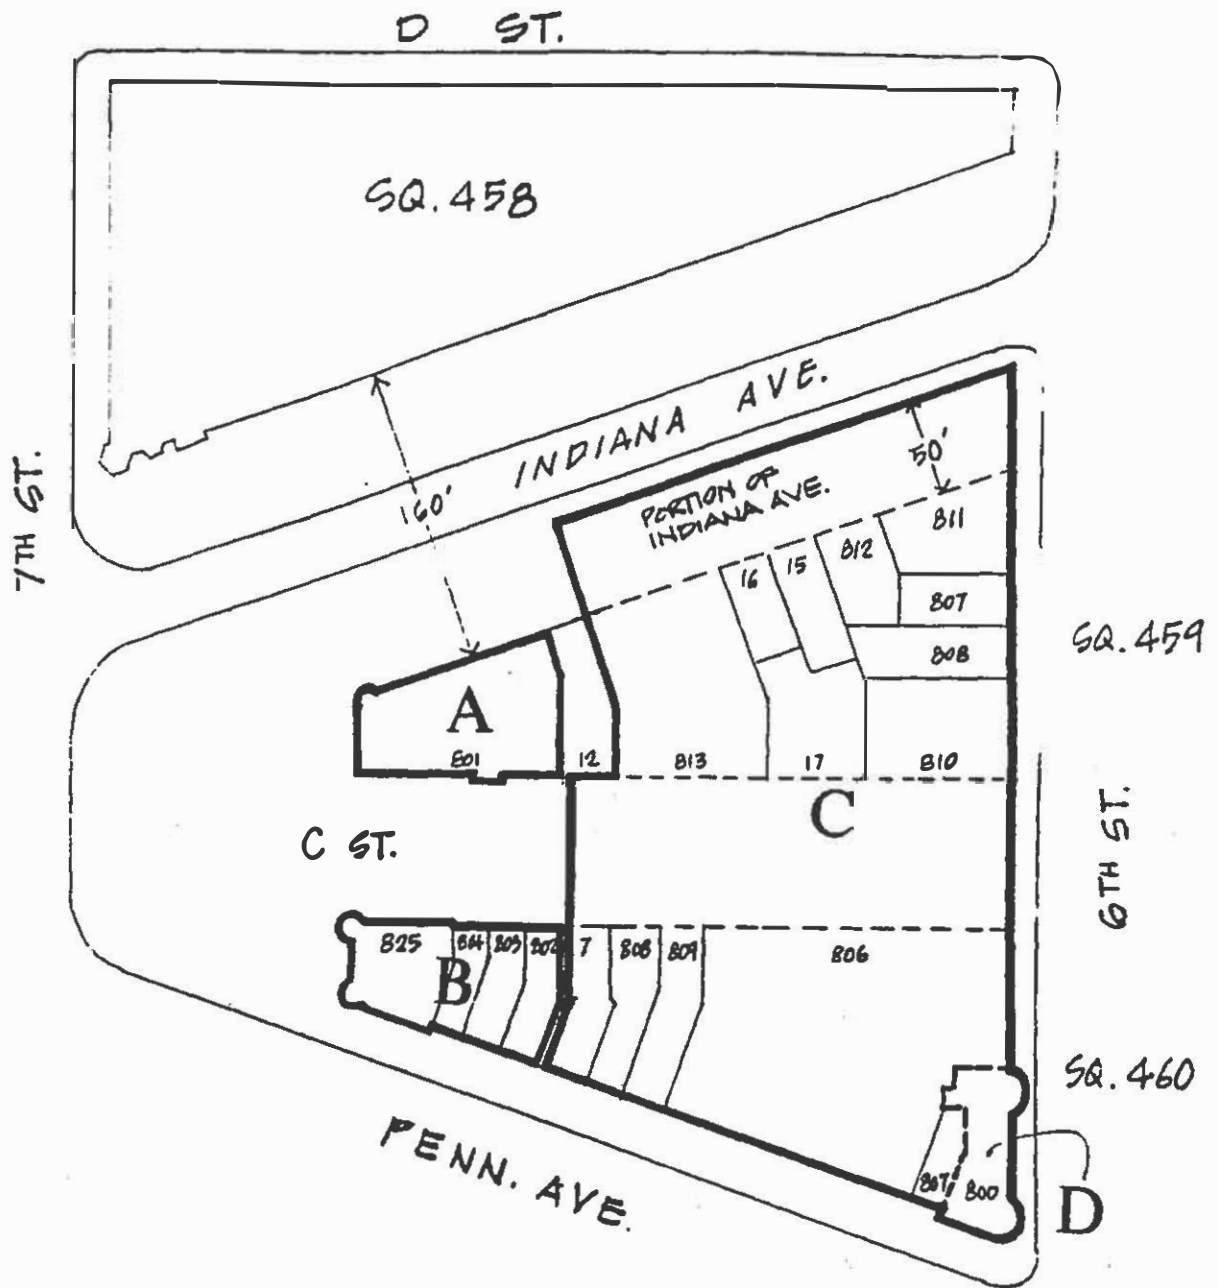 D ST.
SQ. 458
7TH ST.
INDIANA AVE.
160'
50'
PORTION OF
INDIANA AVE.
811
812
15
16
807
808
SQ. 459
A
801
12
813
17
810
C
C ST.
6TH ST.
825
804
803
802
7
808
809
806
B
SQ. 460
PENN. AVE.
807
800
D